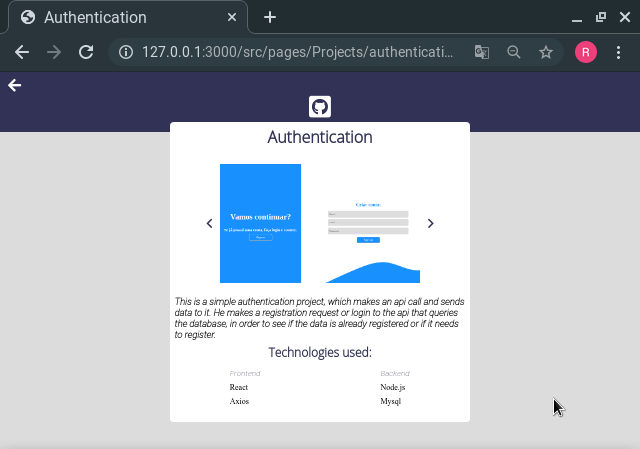 Authentication
127.0.0.1:3000/src/pages/Projects/authenticati...
R
Authentication
Vamos continuar?
Criar conta
This is a simple authentication project, which makes an api call and sends
data to it. He makes a registration request or login to the api that queries
the database, in order to see if the data is already registered or if it needs
to register.
Technologies used:
Frontend Backend
React Node.js
Axios Mysql